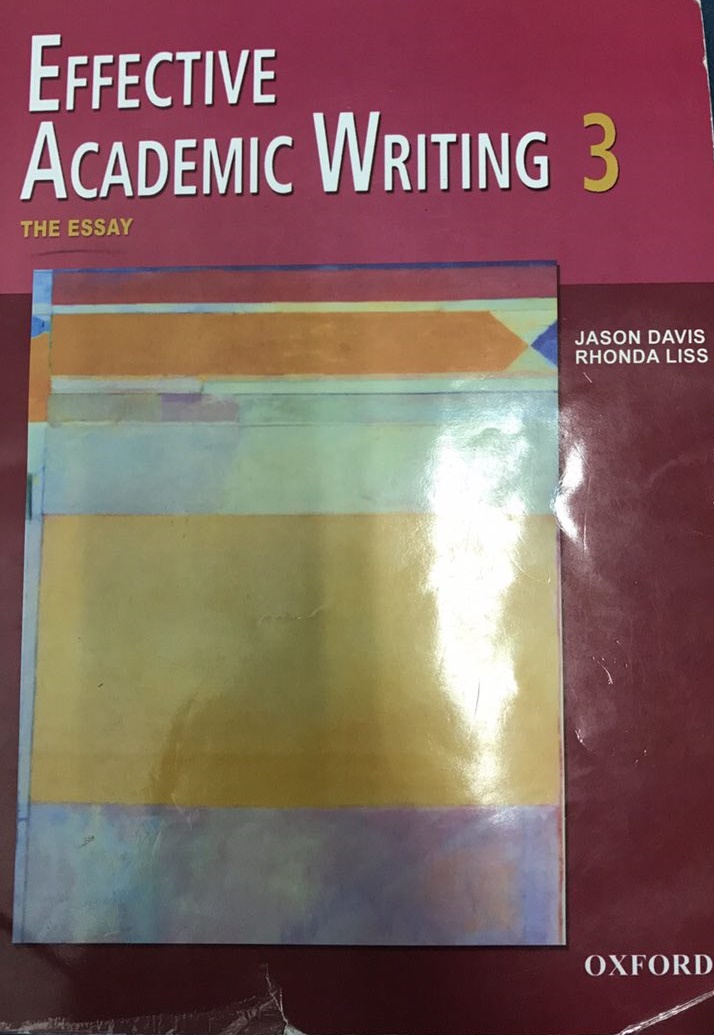 EFFECTIVE
ACADEMIC WRITING 3
THE ESSAY
JASON DAVIS
RHONDA LISS
OXFORD